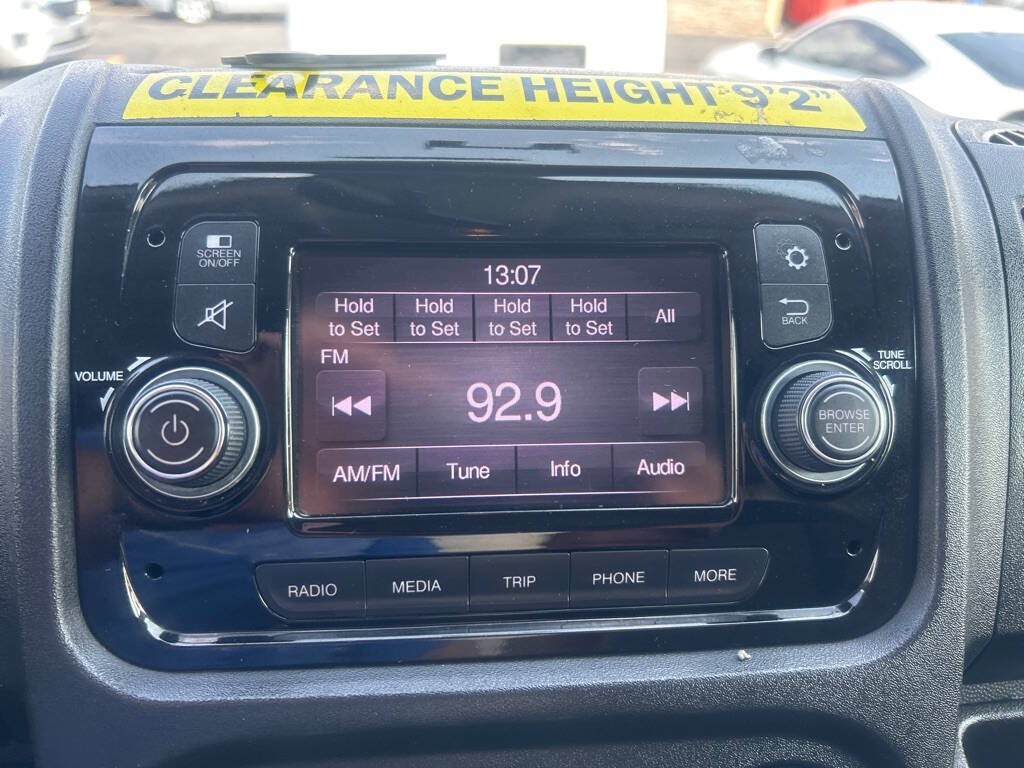 CLEARANCE HEIGHT 9'2"
SCREEN
ON/OFF
13:07
Hold
to Set
Hold
to Set
Hold
to Set
Hold
to Set
All
BACK
FM
VOLUME
TUNE
SCROLL
92.9
BROWSE
ENTER
AM/FM
Tune
Info
Audio
RADIO
MEDIA
TRIP
PHONE
MORE